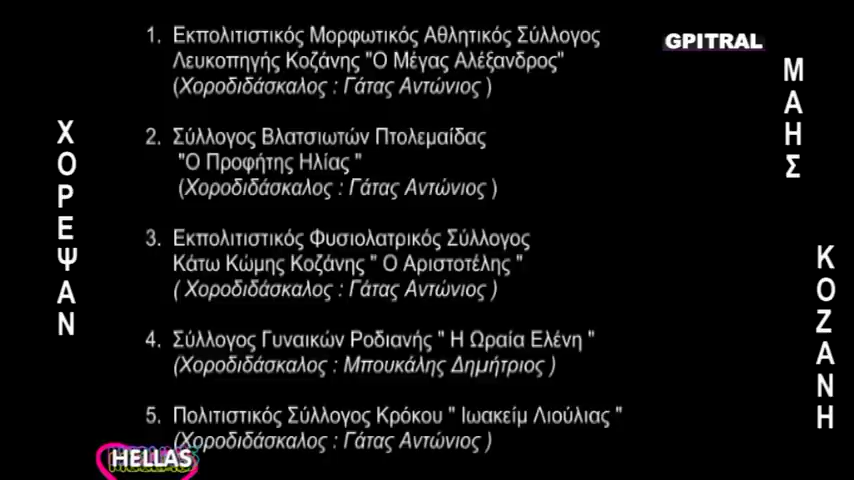 GPITRAL
ΜΑΗΣ
ΚΟΖΑΝΗ
ΧΟΡΕΨΑΝ
1. Εκπολιτιστικός Μορφωτικός Αθλητικός Σύλλογος
Λευκοπηγής Κοζάνης "Ο Μέγας Αλέξανδρος"
(Χοροδιδάσκαλος : Γάτας Αντώνιος )
2. Σύλλογος Βλατσιωτών Πτολεμαίδας
"Ο Προφήτης Ηλίας "
(Χοροδιδάσκαλος : Γάτας Αντώνιος )
3. Εκπολιτιστικός Φυσιολατρικός Σύλλογος
Κάτω Κώμης Κοζάνης " Ο Αριστοτέλης "
( Χοροδιδάσκαλος : Γάτας Αντώνιος )
4. Σύλλογος Γυναικών Ροδιανής " Η Ωραία Ελένη "
(Χοροδιδάσκαλος : Μπουκάλης Δημήτριος )
5. Πολιτιστικός Σύλλογος Κρόκου " Ιωακείμ Λιούλιας "
(Χοροδιδάσκαλος : Γάτας Αντώνιος )
HELLAS